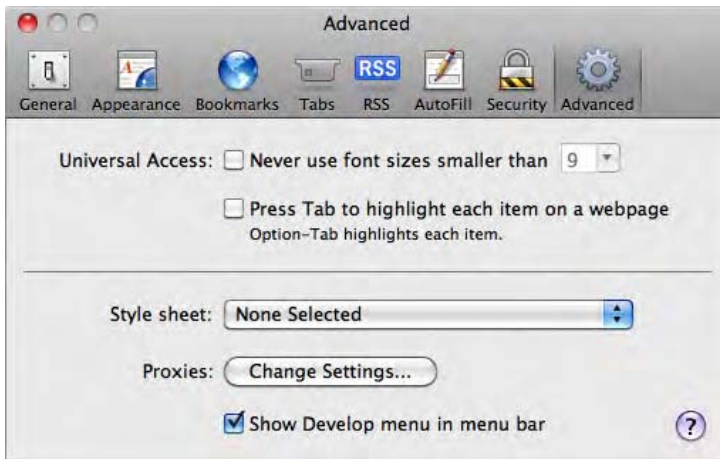 Advanced
General Appearance Bookmarks Tabs RSS AutoFill Security Advanced
RSS
Universal Access: Never use font sizes smaller than 9
Press Tab to highlight each item on a webpage
Option-Tab highlights each item.
Style sheet: None Selected
Proxies: Change Settings...
Show Develop menu in menu bar
?